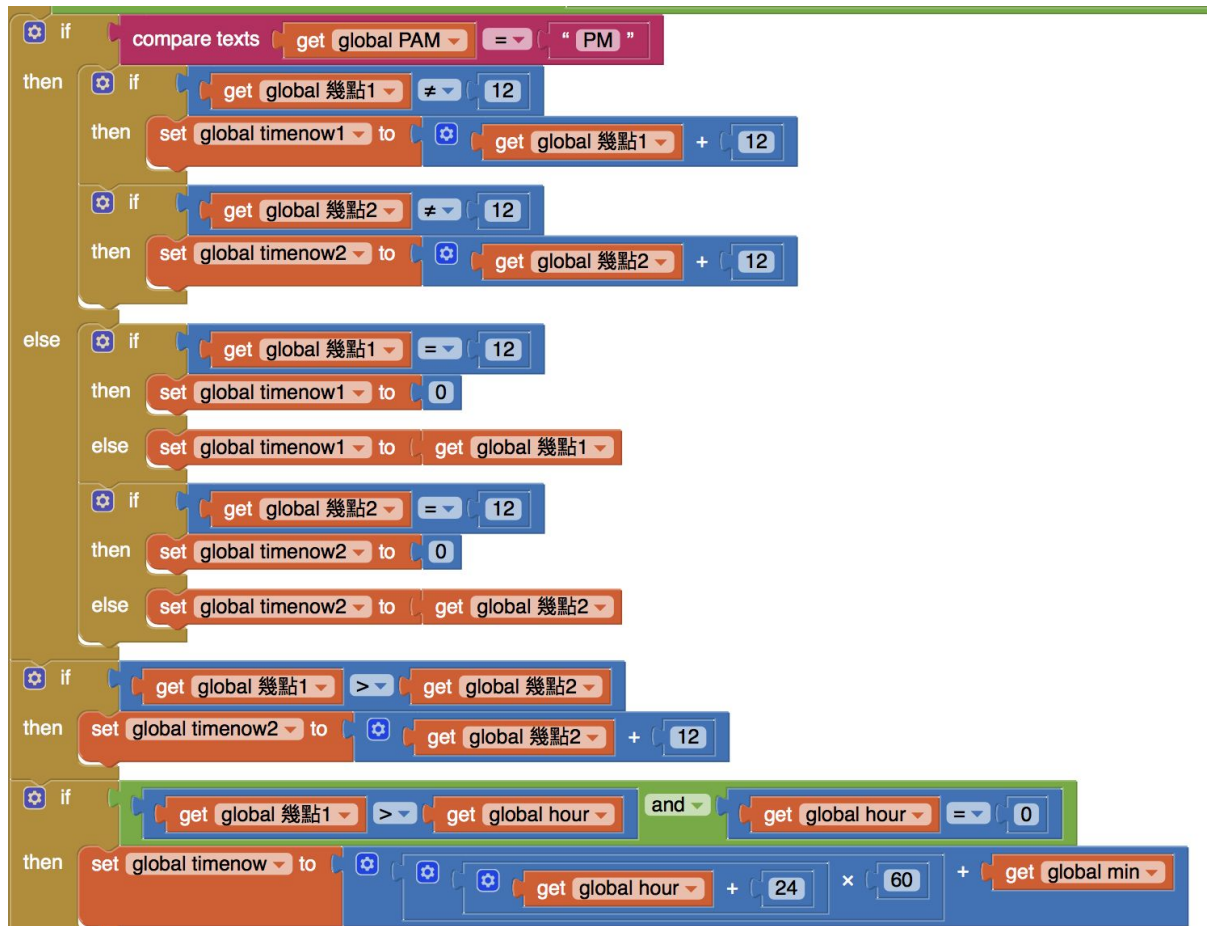 if compare texts get global PAM = " PM "
then if get global 幾點1 ≠ 12
then set global timenow1 to get global 幾點1 + 12
if get global 幾點2 ≠ 12
then set global timenow2 to get global 幾點2 + 12
else if get global 幾點1 = 12
then set global timenow1 to 0
else set global timenow1 to get global 幾點1
if get global 幾點2 = 12
then set global timenow2 to 0
else set global timenow2 to get global 幾點2
if get global 幾點1 > get global 幾點2
then set global timenow2 to get global 幾點2 + 12
if get global 幾點1 > get global hour and get global hour = 0
then set global timenow to get global hour + 24 × 60 + get global min